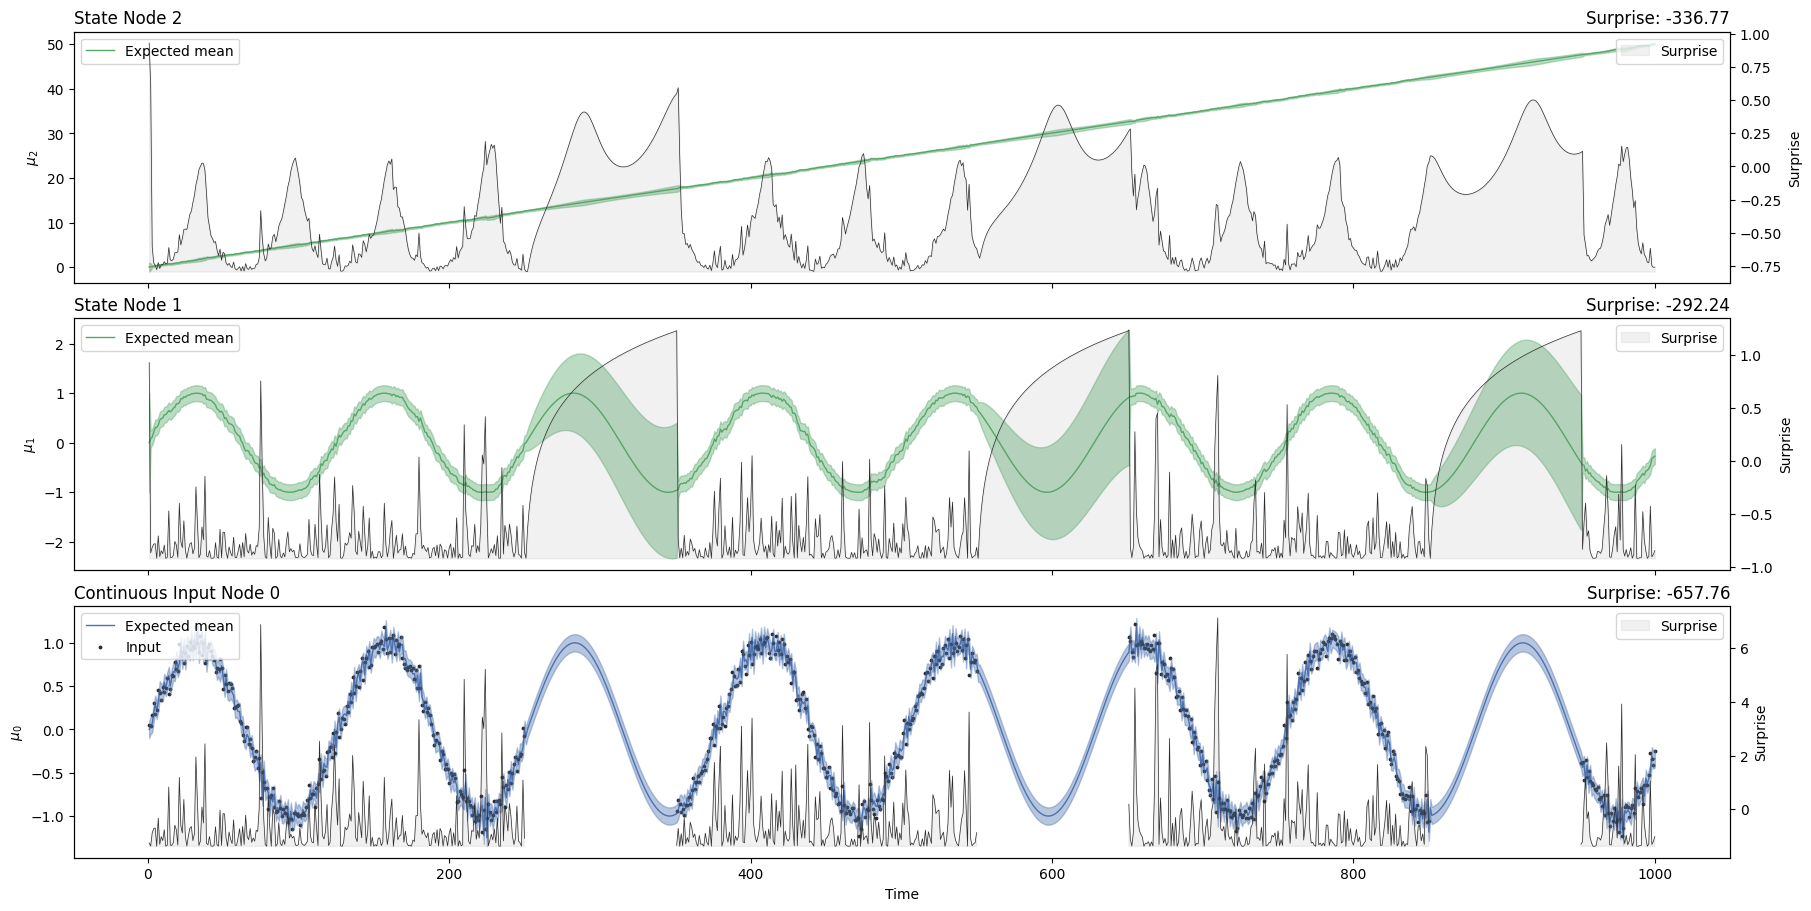 State Node 2 Surprise: -336.77
Expected mean
Surprise
50
40
30
20
10
0
μ2
1.00
0.75
0.50
0.25
0.00
−0.25
−0.50
−0.75
Surprise
State Node 1 Surprise: -292.24
Expected mean
Surprise
2
1
0
−1
−2
μ1
1.0
0.5
0.0
−0.5
−1.0
Surprise
Continuous Input Node 0 Surprise: -657.76
Expected mean
Input
Surprise
1.0
0.5
0.0
−0.5
−1.0
μ0
6
4
2
0
Surprise
0 200 400 600 800 1000
Time